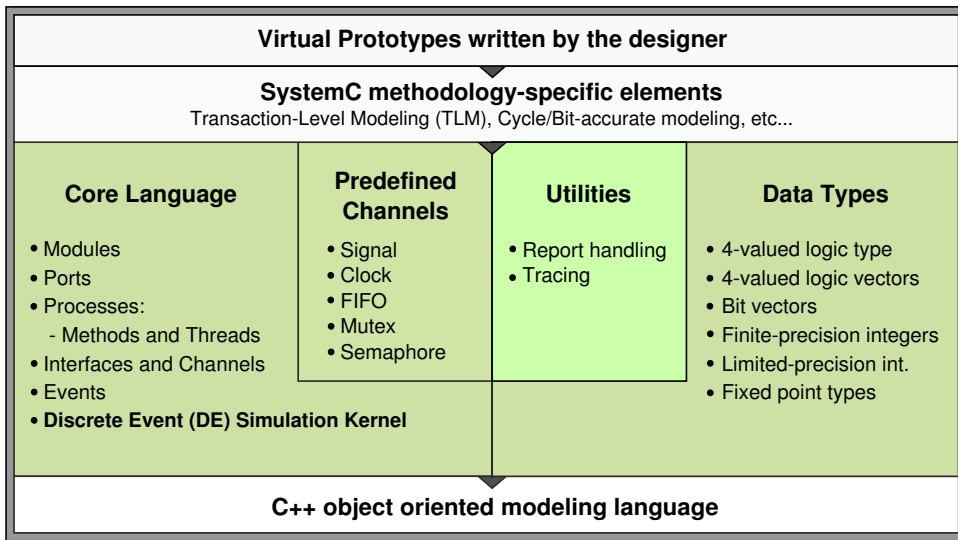 Virtual Prototypes written by the designer
SystemC methodology-specific elements
Transaction-Level Modeling (TLM), Cycle/Bit-accurate modeling, etc...
Core Language
• Modules
• Ports
• Processes:
- Methods and Threads
• Interfaces and Channels
• Events
• Discrete Event (DE) Simulation Kernel
Predefined
Channels
• Signal
• Clock
• FIFO
• Mutex
• Semaphore
Utilities
• Report handling
• Tracing
Data Types
• 4-valued logic type
• 4-valued logic vectors
• Bit vectors
• Finite-precision integers
• Limited-precision int.
• Fixed point types
C++ object oriented modeling language